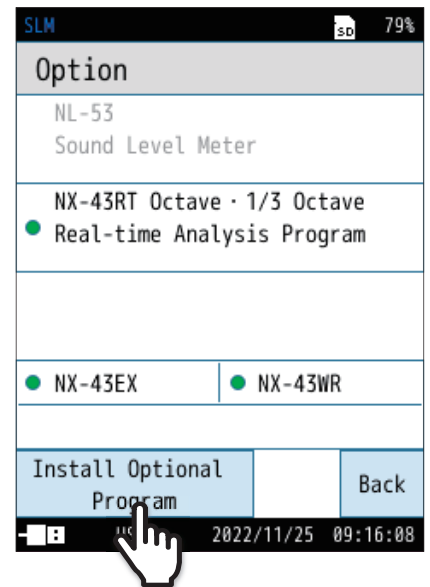 SLM SD 79%
Option
NL-53
Sound Level Meter
NX-43RT Octave・1/3 Octave
Real-time Analysis Program
NX-43EX NX-43WR
Install Optional
Program
Back
2022/11/25 09:16:08